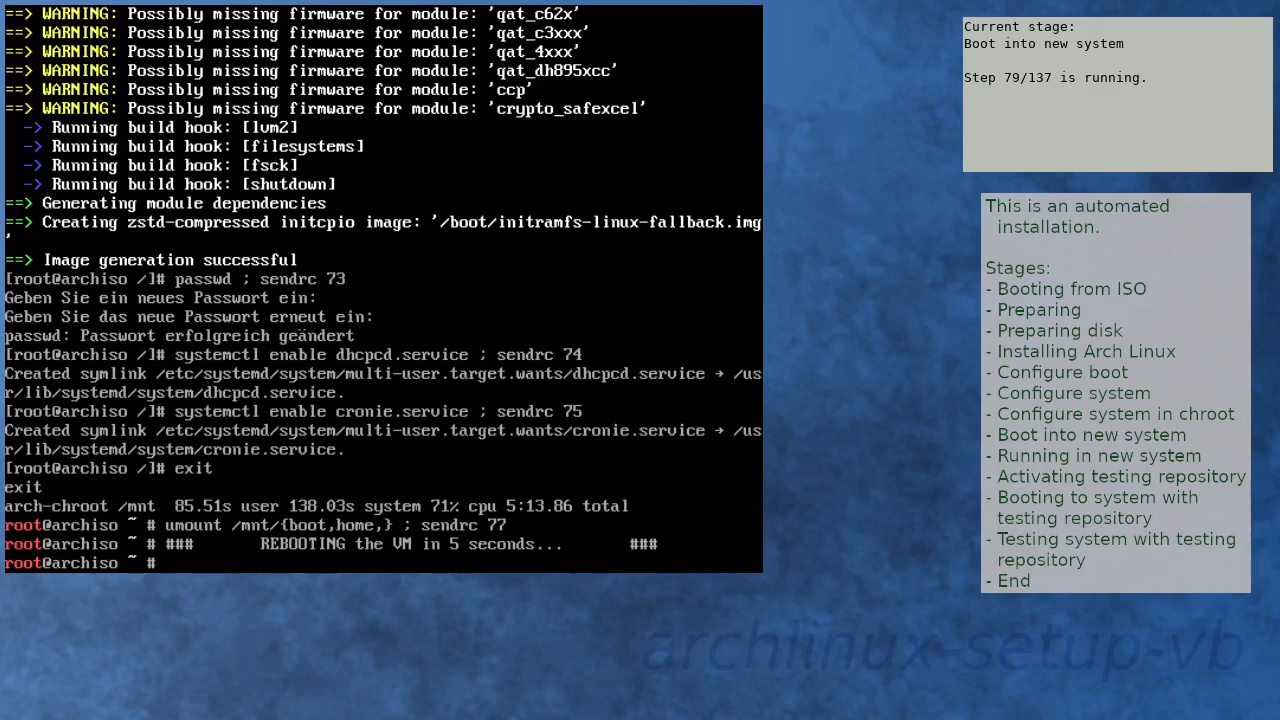 ==> WARNING: Possibly missing firmware for module: 'qat_c62x'
==> WARNING: Possibly missing firmware for module: 'qat_c3xxx'
==> WARNING: Possibly missing firmware for module: 'qat_4xxx'
==> WARNING: Possibly missing firmware for module: 'qat_dh895xcc'
==> WARNING: Possibly missing firmware for module: 'ccp'
==> WARNING: Possibly missing firmware for module: 'crypto_safexcel'
  -> Running build hook: [lvm2]
  -> Running build hook: [filesystems]
  -> Running build hook: [fsck]
  -> Running build hook: [shutdown]
==> Generating module dependencies
==> Creating zstd-compressed initcpio image: '/boot/initramfs-linux-fallback.img
'
==> Image generation successful
[root@archiso /]# passwd ; sendrc 73
Geben Sie ein neues Passwort ein:
Geben Sie das neue Passwort erneut ein:
passwd: Passwort erfolgreich geändert
[root@archiso /]# systemctl enable dhcpcd.service ; sendrc 74
Created symlink /etc/systemd/system/multi-user.target.wants/dhcpcd.service → /us
r/lib/systemd/system/dhcpcd.service.
[root@archiso /]# systemctl enable cronie.service ; sendrc 75
Created symlink /etc/systemd/system/multi-user.target.wants/cronie.service → /us
r/lib/systemd/system/cronie.service.
[root@archiso /]# exit
exit
arch-chroot /mnt  85.51s user 138.03s system 71% cpu 5:13.86 total
root@archiso ~ # umount /mnt/{boot,home,} ; sendrc 77
root@archiso ~ # ###       REBOOTING the VM in 5 seconds...       ###
root@archiso ~ #
Current stage:
Boot into new system
Step 79/137 is running.
This is an automated
installation.
Stages:
- Booting from ISO
- Preparing
- Preparing disk
- Installing Arch Linux
- Configure boot
- Configure system
- Configure system in chroot
- Boot into new system
- Running in new system
- Activating testing repository
- Booting to system with
testing repository
- Testing system with testing
repository
- End
archlinux-setup-vb